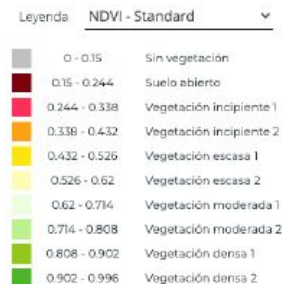 Leyenda NDVI - Standard
0 - 0.15 Sin vegetación
0.15 - 0.244 Suelo abierto
0.244 - 0.338 Vegetación incipiente 1
0.338 - 0.432 Vegetación incipiente 2
0.432 - 0.526 Vegetación escasa 1
0.526 - 0.62 Vegetación escasa 2
0.62 - 0.714 Vegetación moderada 1
0.714 - 0.808 Vegetación moderada 2
0.808 - 0.902 Vegetación densa 1
0.902 - 0.996 Vegetación densa 2